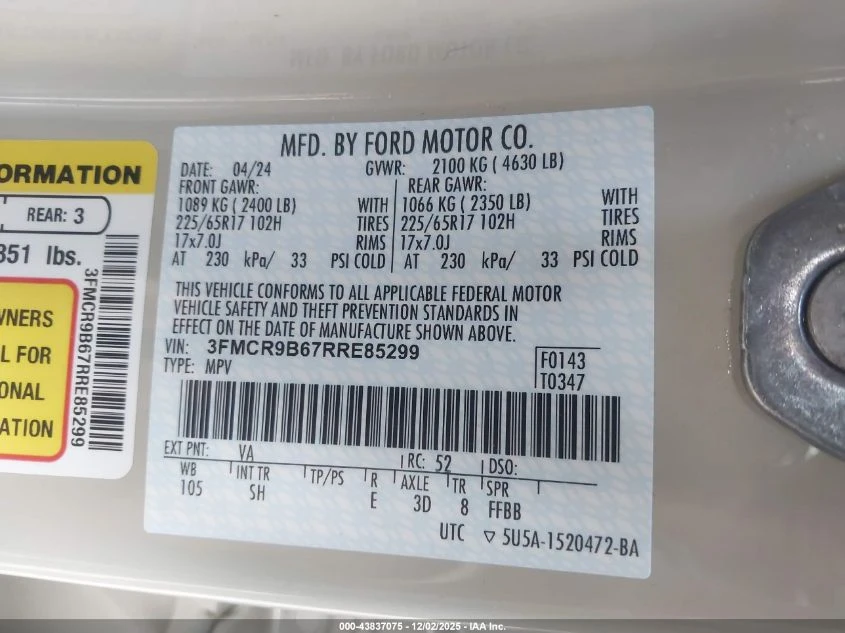 ORMATION
REAR: 3
351 lbs.
3FMCR9B67RRE85299
WNERS
L FOR
ONAL
ATION
MFD. BY FORD MOTOR CO.
DATE: 04/24 GVWR: 2100 KG ( 4630 LB)
FRONT GAWR: REAR GAWR:
1089 KG ( 2400 LB) WITH 1066 KG ( 2350 LB) WITH
225/65R17 102H TIRES 225/65R17 102H TIRES
17x7.0J RIMS 17x7.0J RIMS
AT 230 kPa/ 33 PSI COLD AT 230 kPa/ 33 PSI COLD
THIS VEHICLE CONFORMS TO ALL APPLICABLE FEDERAL MOTOR
VEHICLE SAFETY AND THEFT PREVENTION STANDARDS IN
EFFECT ON THE DATE OF MANUFACTURE SHOWN ABOVE.
VIN: 3FMCR9B67RRE85299
TYPE: MPV
F0143
T0347
EXT PNT: VA RC: 52 DSO:
WB INT TR TP/PS R AXLE TR SPR
105 SH E 3D 8 FFBB
UTC ▽ 5U5A-1520472-BA
000-43837075 - 12/02/2025 - IAA Inc.